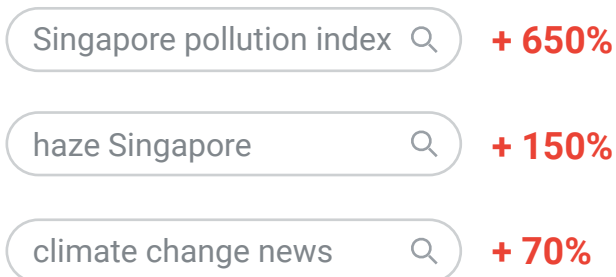 Singapore pollution index + 650%
haze Singapore + 150%
climate change news + 70%